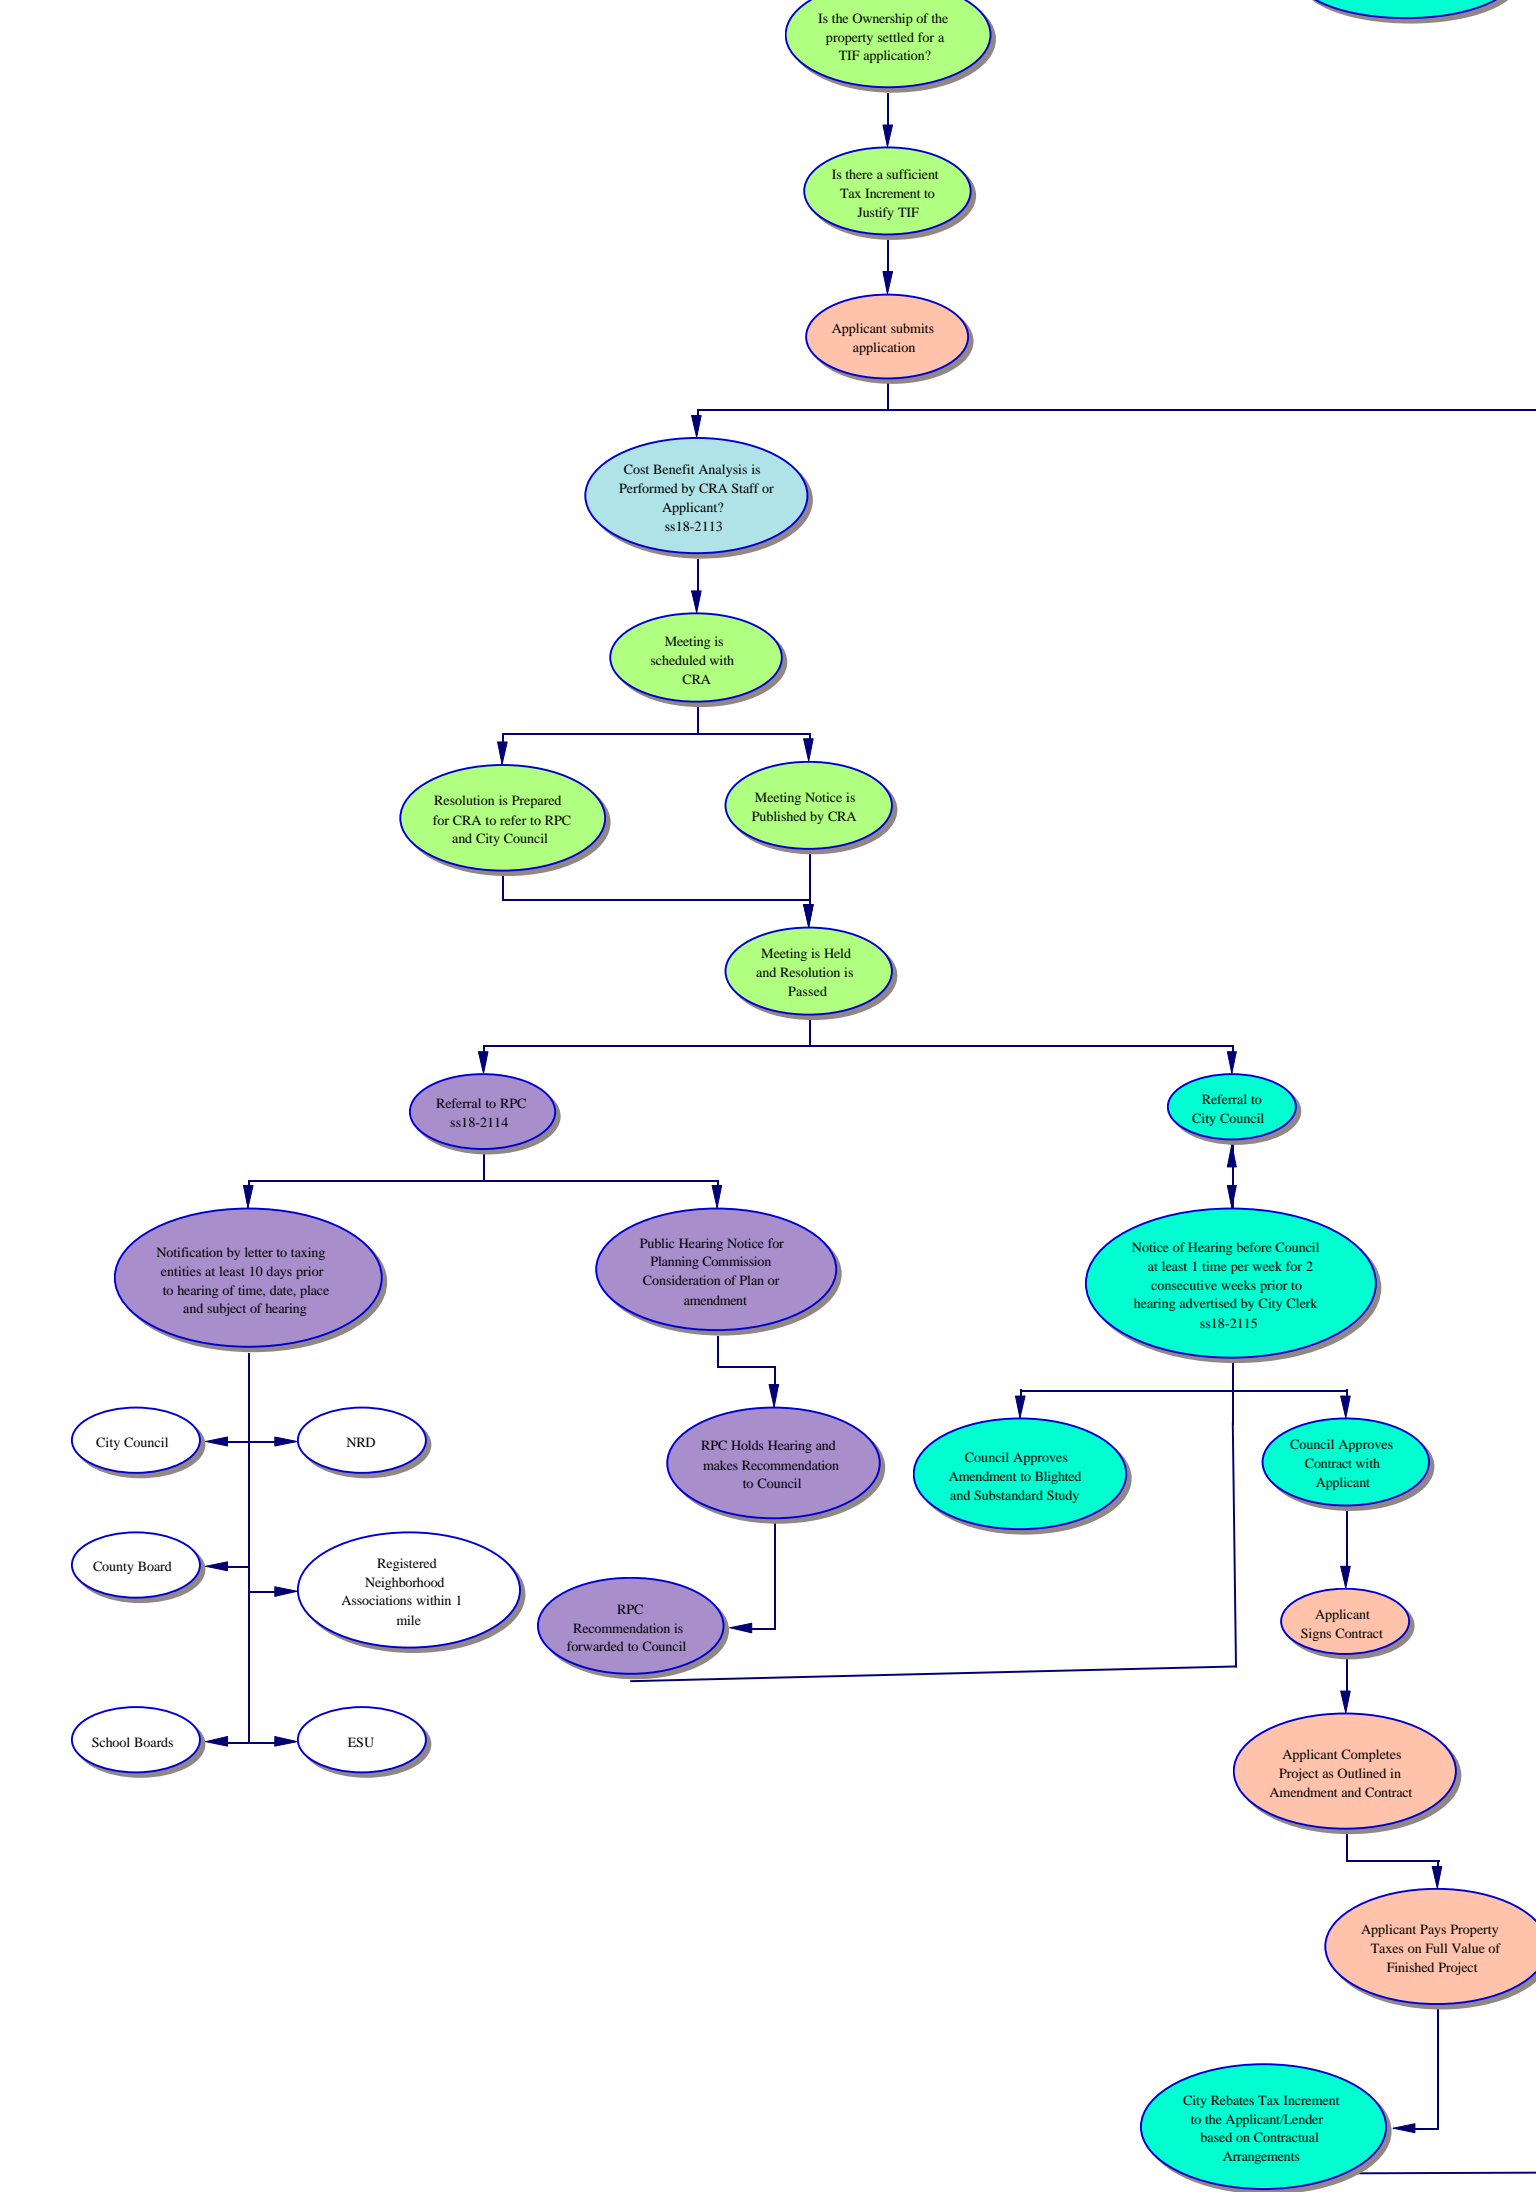 Is the Ownership of the
property settled for a
TIF application?
Is there a sufficient
Tax Increment to
Justify TIF
Applicant submits
application
Cost Benefit Analysis is
Performed by CRA Staff or
Applicant?
ss18-2113
Meeting is
scheduled with
CRA
Resolution is Prepared
for CRA to refer to RPC
and City Council
Meeting Notice is
Published by CRA
Meeting is Held
and Resolution is
Passed
Referral to RPC
ss18-2114
Referral to
City Council
Notification by letter to taxing
entities at least 10 days prior
to hearing of time, date, place
and subject of hearing
Public Hearing Notice for
Planning Commission
Consideration of Plan or
amendment
Notice of Hearing before Council
at least 1 time per week for 2
consecutive weeks prior to
hearing advertised by City Clerk
ss18-2115
City Council
NRD
RPC Holds Hearing and
makes Recommendation
to Council
Council Approves
Amendment to Blighted
and Substandard Study
Council Approves
Contract with
Applicant
County Board
Registered
Neighborhood
Associations within 1
mile
RPC
Recommendation is
forwarded to Council
Applicant
Signs Contract
School Boards
ESU
Applicant Completes
Project as Outlined in
Amendment and Contract
Applicant Pays Property
Taxes on Full Value of
Finished Project
City Rebates Tax Increment
to the Applicant/Lender
based on Contractual
Arrangements